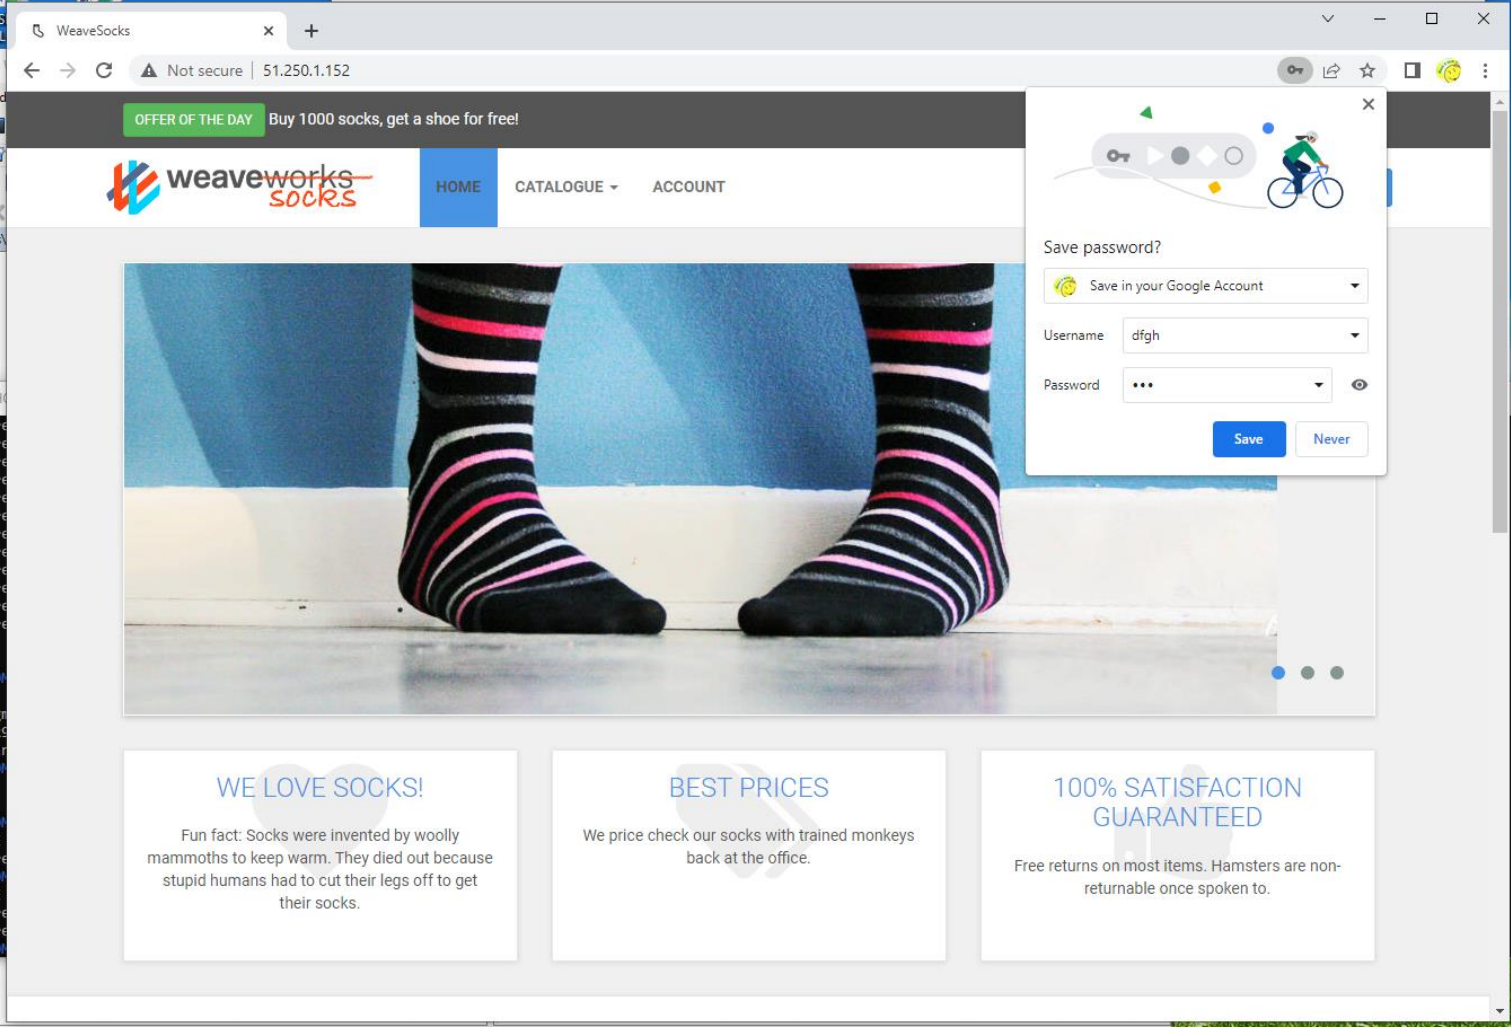 WeaveSocks
Not secure
51.250.1.152
OFFER OF THE DAY Buy 1000 socks, get a shoe for free!
weaveworks
socks
HOME
CATALOGUE
ACCOUNT
Save password?
Save in your Google Account
Username
dfgh
Password
•••
Save
Never
WE LOVE SOCKS!
Fun fact: Socks were invented by woolly
mammoths to keep warm. They died out because
stupid humans had to cut their legs off to get
their socks.
BEST PRICES
We price check our socks with trained monkeys
back at the office.
100% SATISFACTION
GUARANTEED
Free returns on most items. Hamsters are non-
returnable once spoken to.